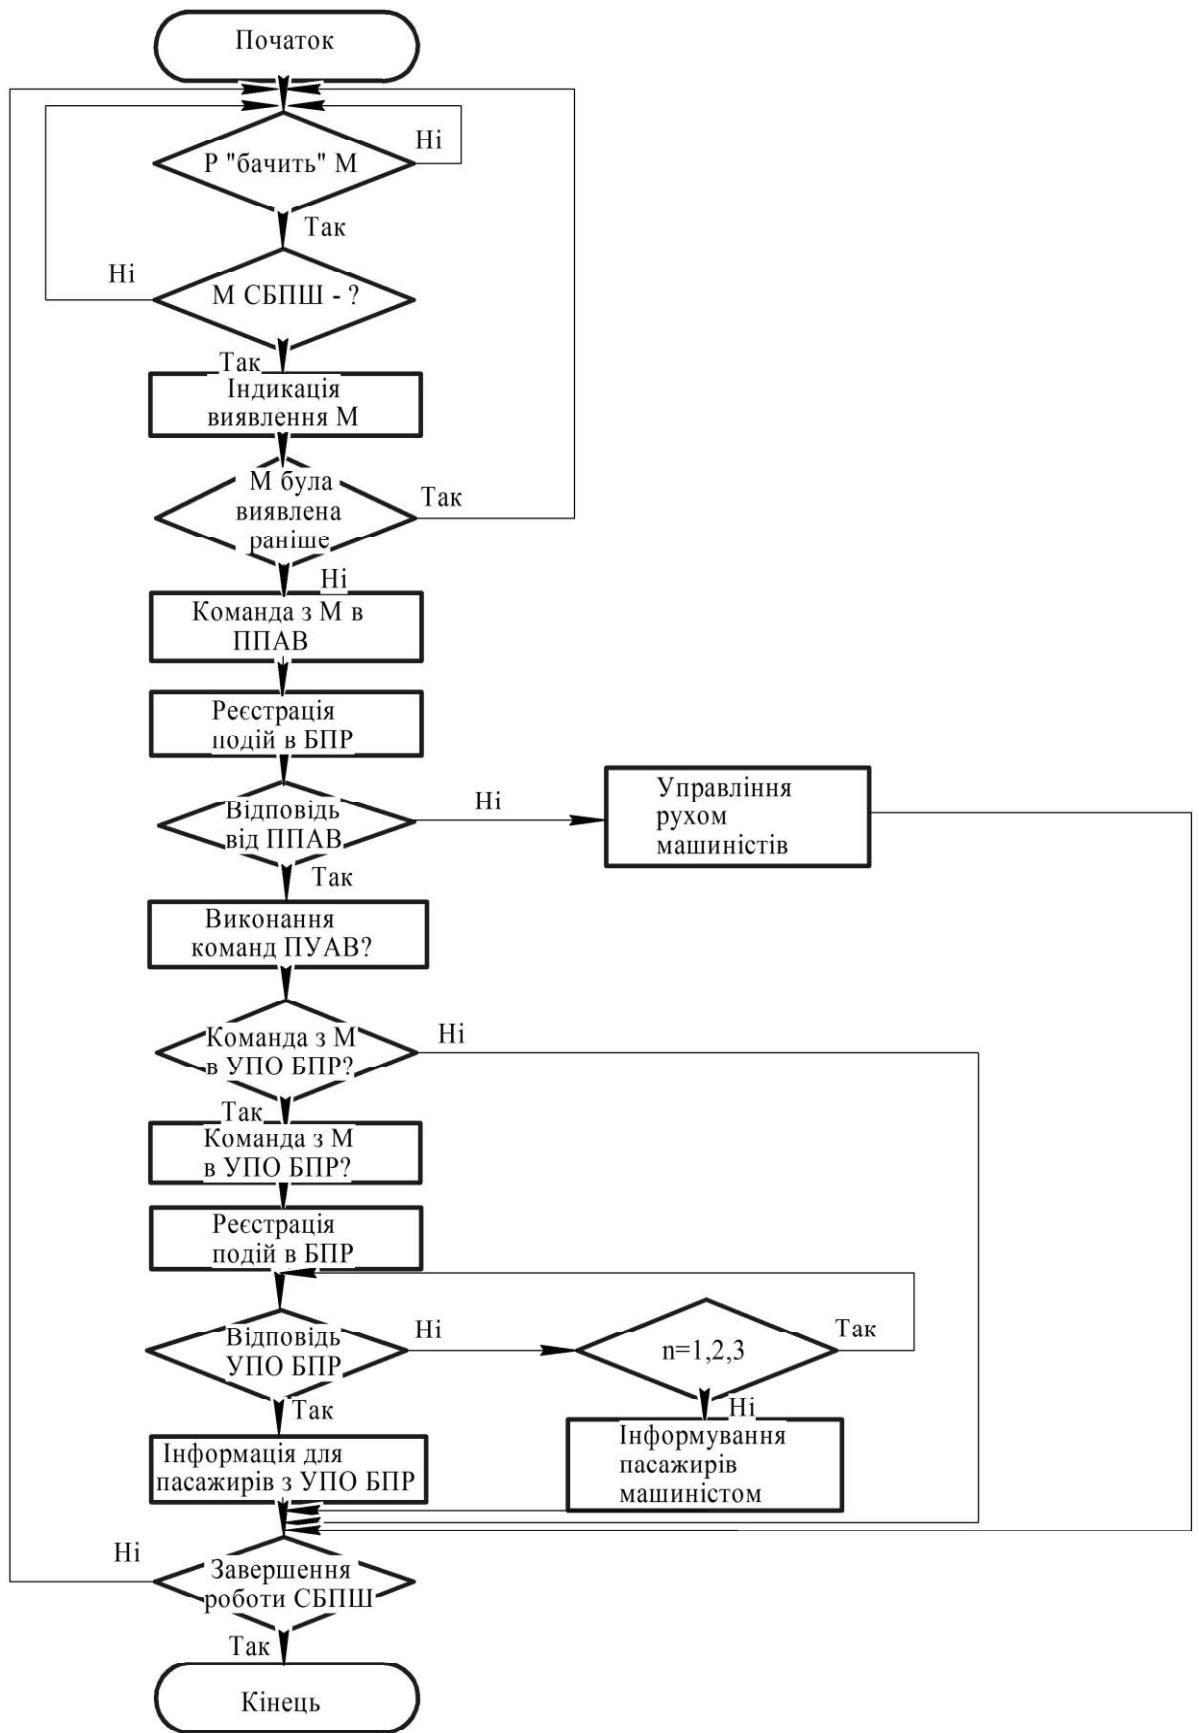 Початок
Ні
Р "бачить" М
Так
Ні
М СБПШ - ?
Так
Індикація
виявлення М
М була
виявлена
раніше
Так
Ні
Команда з М в
ППАВ
Реєстрація
подій в БПР
Відповідь
від ППАВ
Ні
Управління
рухом
машиністів
Так
Виконання
команд ПУАВ?
Команда з М
в УПО БПР?
Ні
Так
Команда з М
в УПО БПР?
Реєстрація
подій в БПР
Відповідь
УПО БПР
Ні
n=1,2,3
Так
Так
Ні
Інформація для
пасажирів з УПО БПР
Інформування
пасажирів
машиністом
Ні
Завершення
роботи СБПШ
Так
Кінець